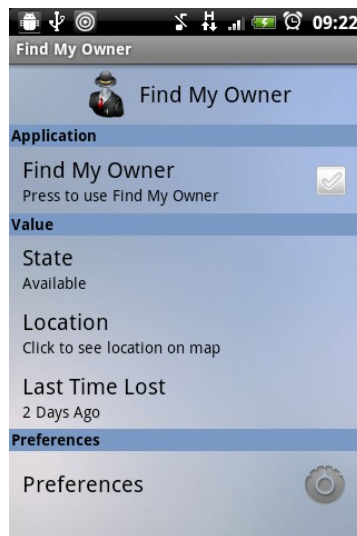 H
09:22
Find My Owner
Find My Owner
Application
Find My Owner
Press to use Find My Owner
Value
State
Available
Location
Click to see location on map
Last Time Lost
2 Days Ago
Preferences
Preferences